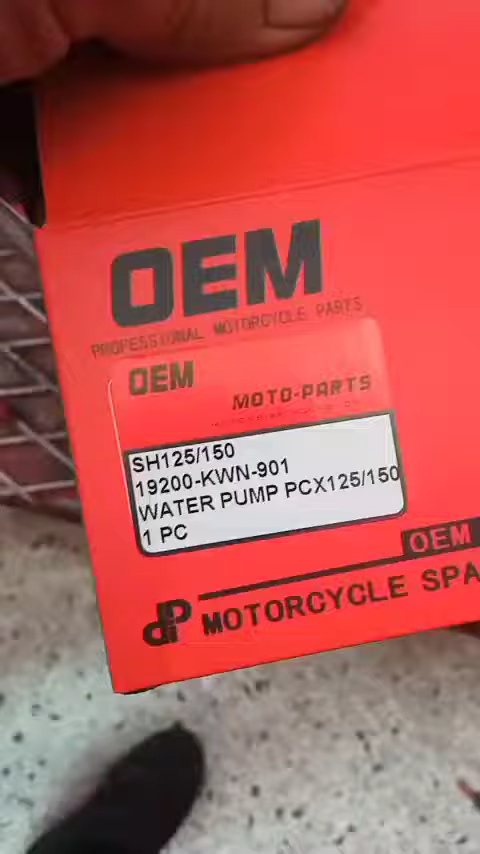 OEM
PROFESSIONAL MOTORCYCLE PARTS
OEM
MOTO-PARTS
SH125/150
19200-KWN-901
WATER PUMP PCX125/150
1 PC
OEM
MOTORCYCLE SPA